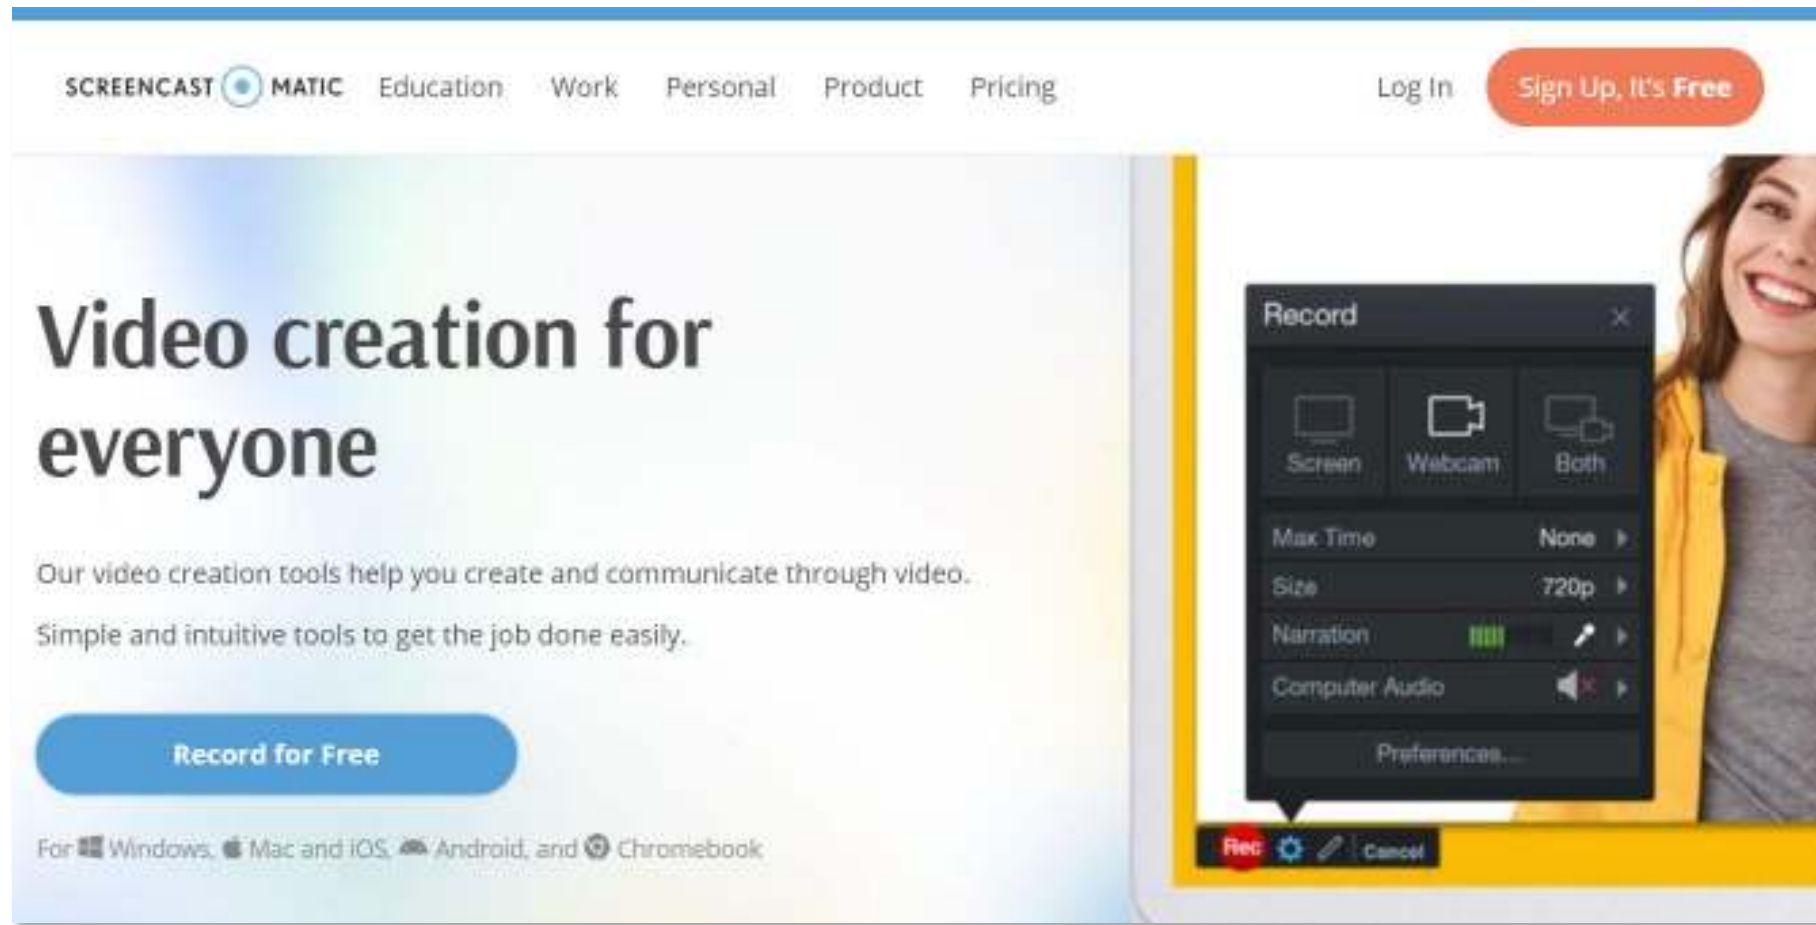 SCREENCAST MATIC Education Work Personal Product Pricing Log In Sign Up, It's Free
Video creation for
everyone
Our video creation tools help you create and communicate through video.
Simple and intuitive tools to get the job done easily.
Record for Free
For Windows, Mac and iOS, Android, and Chromebook
Record
Screen Webcam Both
Max Time None
Size 720p
Narration
Computer Audio
Preferences...
Rec Cancel